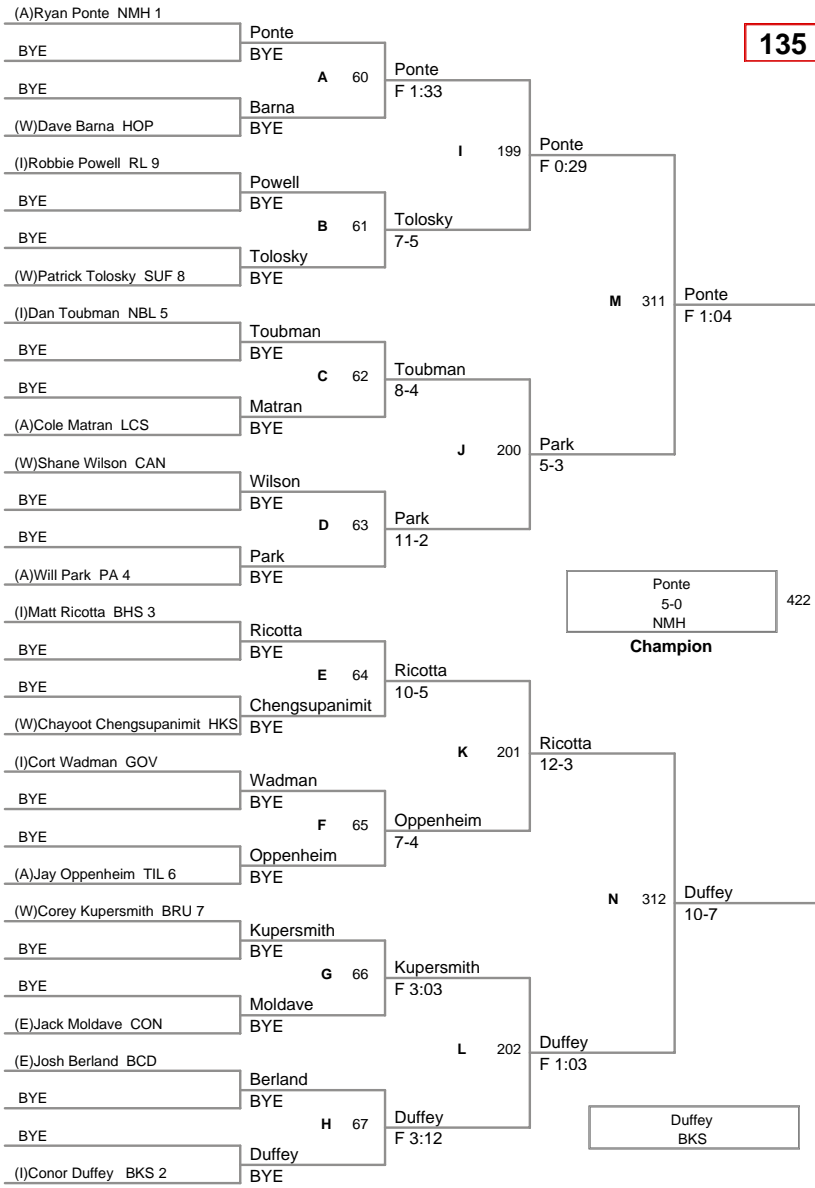 135
(A)Ryan Ponte NMH 1
BYE
BYE
(W)Dave Barna HOP
(I)Robbie Powell RL 9
BYE
BYE
(W)Patrick Tolosky SUF 8
(I)Dan Toubman NBL 5
BYE
BYE
(A)Cole Matran LCS
(W)Shane Wilson CAN
BYE
BYE
(A)Will Park PA 4
(I)Matt Ricotta BHS 3
BYE
BYE
(W)Chayoot Chengsupanimit HKS
(I)Cort Wadman GOV
BYE
BYE
(A)Jay Oppenheim TIL 6
(W)Corey Kupersmith BRU 7
BYE
BYE
(E)Jack Moldave CON
(E)Josh Berland BCD
BYE
BYE
(I)Conor Duffey BKS 2
Ponte
BYE
A 60
Barna
BYE
Powell
BYE
B 61
Tolosky
BYE
Toubman
BYE
C 62
Matran
BYE
Wilson
BYE
D 63
Park
BYE
Ricotta
BYE
E 64
Chengsupanimit
BYE
Wadman
BYE
F 65
Oppenheim
BYE
Kupersmith
BYE
G 66
Moldave
BYE
Berland
BYE
H 67
Duffey
BYE
Ponte
F 1:33
I 199
Tolosky
7-5
Toubman
8-4
J 200
Park
11-2
Ricotta
10-5
K 201
Oppenheim
7-4
Kupersmith
F 3:03
L 202
Duffey
F 3:12
Ponte
F 0:29
M 311
Park
5-3
Ricotta
12-3
N 312
Duffey
F 1:03
Ponte
F 1:04
Duffey
10-7
Ponte
5-0
NMH
422
Champion
Duffey
BKS